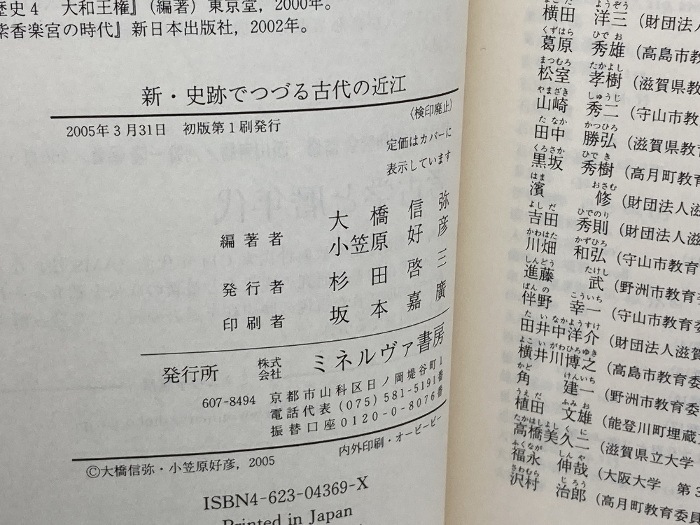 歴史4 大和王権』(編著)東京堂,2000年。
紫香楽宮の時代』新日本出版社,2002年。
新・史跡でつづる古代の近江
〈検印廃止〉
2005年3月31日 初版第1刷発行
定価はカバーに
表示しています
編著者
大橋信弥
小笠原好彦
発行者 杉田啓三
印刷者 坂本嘉廣
発行所 株式会社 ミネルヴァ書房
607-8494 京都市山科区日ノ岡堤谷町1
電話代表(075)581-5191番
振替口座0120-0-8076番
©大橋信弥・小笠原好彦,2005 内外印刷・オービービー
ISBN4-623-04369-X
Printed in Japan
横田 洋三(財団法人
葛原 秀雄(高島市教
松室 孝樹(滋賀県教
山崎 秀二(守山市教
田中 勝弘(滋賀県教
黒坂 秀樹(高月町教育
濱 修(財団法人滋
吉田 秀則(財団法人滋
川畑 和弘(守山市教育
進藤 武(野洲市教育
伴野 幸一(守山市教育
田井中洋介(財団法人滋賀
横井川博之(高島市教育委
角 建一(野洲市教育委
植田 文雄(能登川町埋蔵
高橋美久二(滋賀県立大学
福永 伸哉(大阪大学 第3
沢村 治郎(高月町教育委員